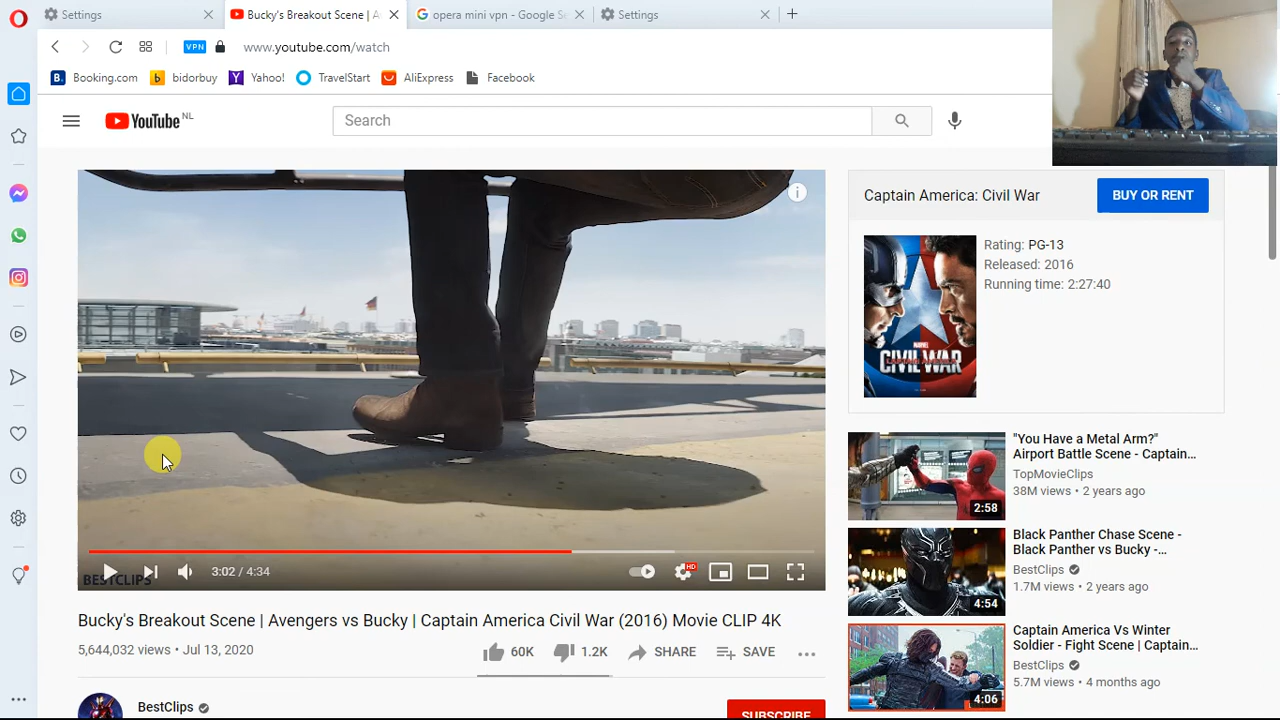 Settings
Bucky's Breakout Scene | A
opera mini vpn - Google Se
Settings
VPN
www.youtube.com/watch
B.
Booking.com
b
bidorbuy
Y
Yahoo!
TravelStart
AliExpress
Facebook
YouTube NL
Search
Captain America: Civil War
BUY OR RENT
Rating: PG-13
Released: 2016
Running time: 2:27:40
MARVEL
CAPTAIN AMERICA
CIVIL WAR
"You Have a Metal Arm?"
Airport Battle Scene - Captain...
TopMovieClips
38M views • 2 years ago
2:58
Black Panther Chase Scene -
Black Panther vs Bucky -...
BestClips
1.7M views • 2 years ago
4:54
Captain America Vs Winter
Soldier - Fight Scene | Captain...
BestClips
5.7M views • 4 months ago
4:06
BESTCLIPS
3:02 / 4:34
HD
Bucky's Breakout Scene | Avengers vs Bucky | Captain America Civil War (2016) Movie CLIP 4K
5,644,032 views • Jul 13, 2020
60K
1.2K
SHARE
SAVE
BestClips
SUBSCRIBE